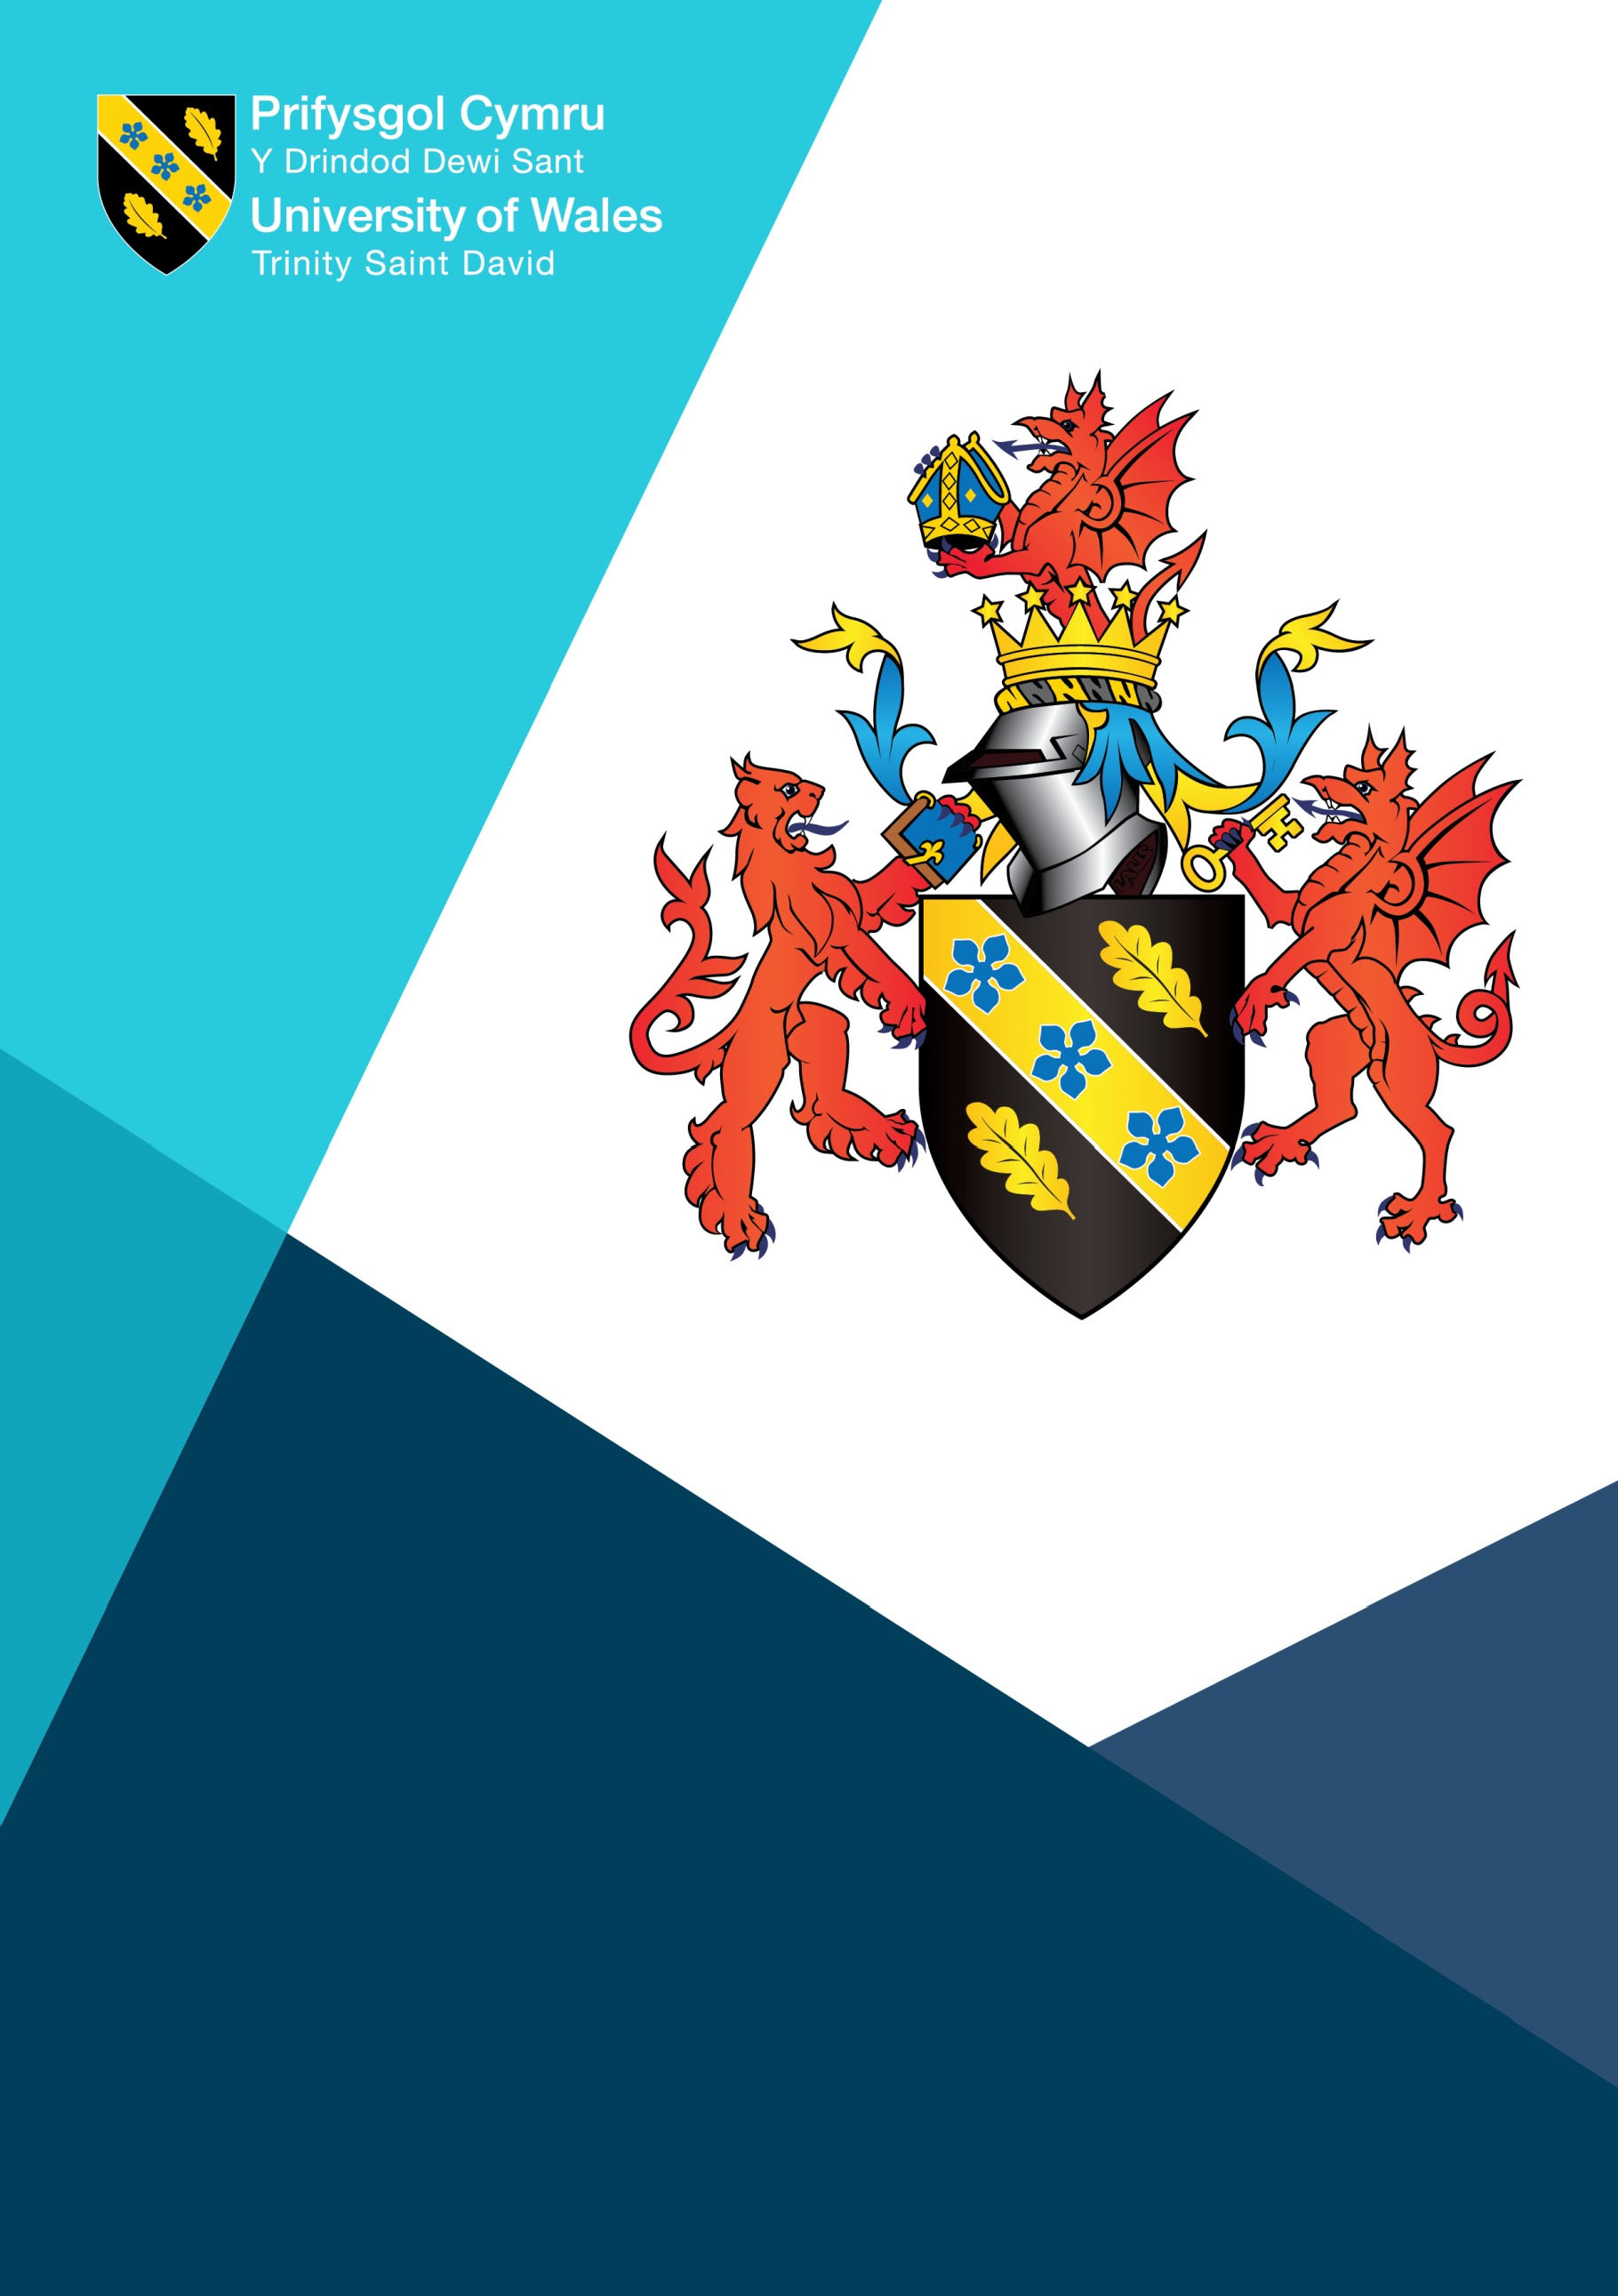 Prifysgol Cymru
Y Drindod Dewi Sant
University of Wales
Trinity Saint David